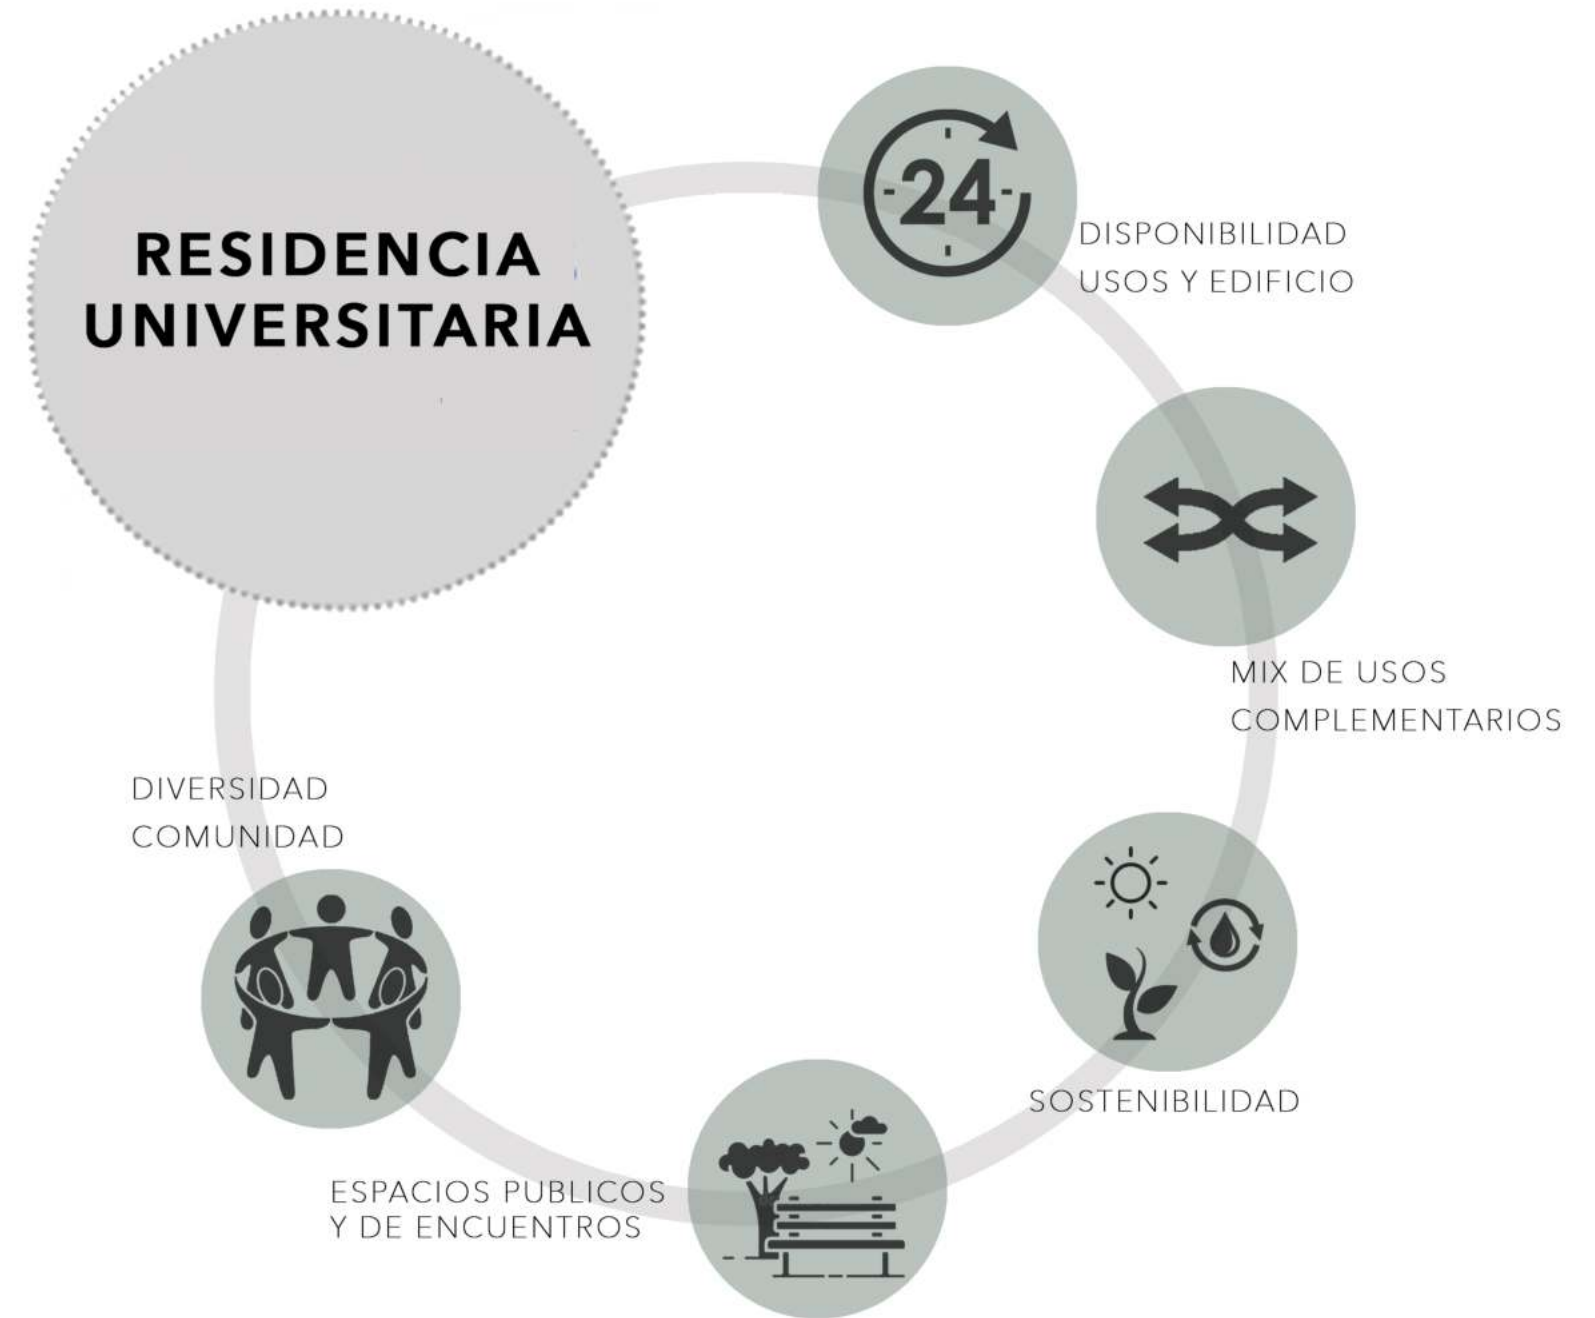 RESIDENCIA
UNIVERSITARIA
24
DISPONIBILIDAD
USOS Y EDIFICIO
MIX DE USOS
COMPLEMENTARIOS
SOSTENIBILIDAD
ESPACIOS PUBLICOS
Y DE ENCUENTROS
DIVERSIDAD
COMUNIDAD